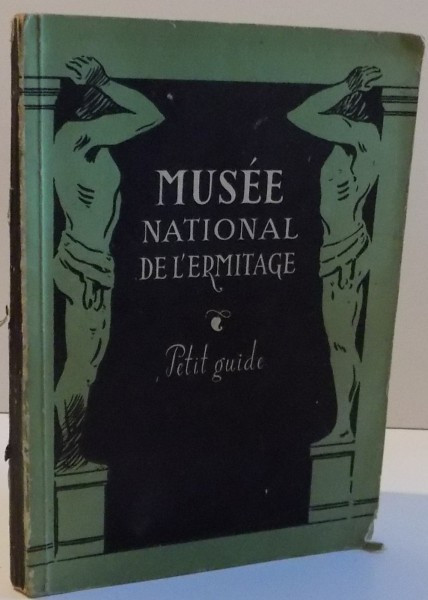 MUSÉE
NATIONAL
DE L'ERMITAGE
Petit guide